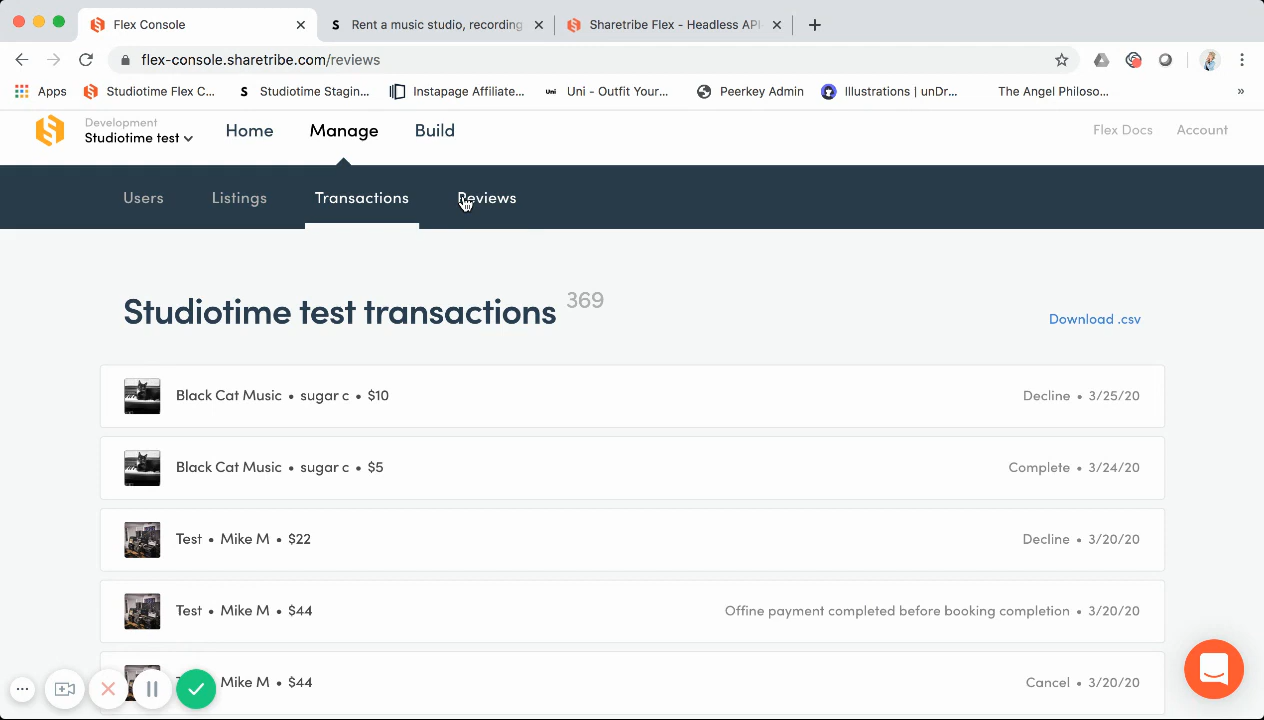 Flex Console
Rent a music studio, recording
Sharetribe Flex - Headless API
flex-console.sharetribe.com/reviews
Apps
Studiotime Flex C...
Studiotime Stagin...
Instapage Affiliate...
Uni - Outfit Your...
Peerkey Admin
Illustrations | unDr...
The Angel Philoso...
»
Development
Studiotime test
Home
Manage
Build
Flex Docs
Account
Users
Listings
Transactions
Reviews
Studiotime test transactions 369
Download .csv
Black Cat Music • sugar c • $10
Decline • 3/25/20
Black Cat Music • sugar c • $5
Complete • 3/24/20
Test • Mike M • $22
Decline • 3/20/20
Test • Mike M • $44
Offine payment completed before booking completion • 3/20/20
Mike M • $44
Cancel • 3/20/20